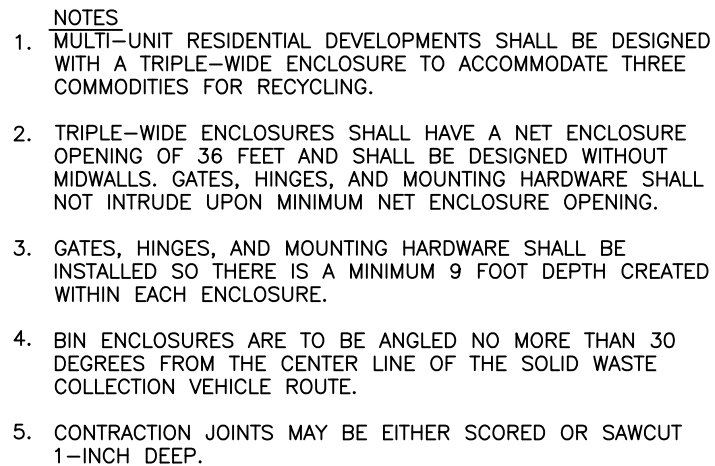 NOTES
1. MULTI-UNIT RESIDENTIAL DEVELOPMENTS SHALL BE DESIGNED
WITH A TRIPLE-WIDE ENCLOSURE TO ACCOMMODATE THREE
COMMODITIES FOR RECYCLING.
2. TRIPLE-WIDE ENCLOSURES SHALL HAVE A NET ENCLOSURE
OPENING OF 36 FEET AND SHALL BE DESIGNED WITHOUT
MIDWALLS. GATES, HINGES, AND MOUNTING HARDWARE SHALL
NOT INTRUDE UPON MINIMUM NET ENCLOSURE OPENING.
3. GATES, HINGES, AND MOUNTING HARDWARE SHALL BE
INSTALLED SO THERE IS A MINIMUM 9 FOOT DEPTH CREATED
WITHIN EACH ENCLOSURE.
4. BIN ENCLOSURES ARE TO BE ANGLED NO MORE THAN 30
DEGREES FROM THE CENTER LINE OF THE SOLID WASTE
COLLECTION VEHICLE ROUTE.
5. CONTRACTION JOINTS MAY BE EITHER SCORED OR SAWCUT
1-INCH DEEP.